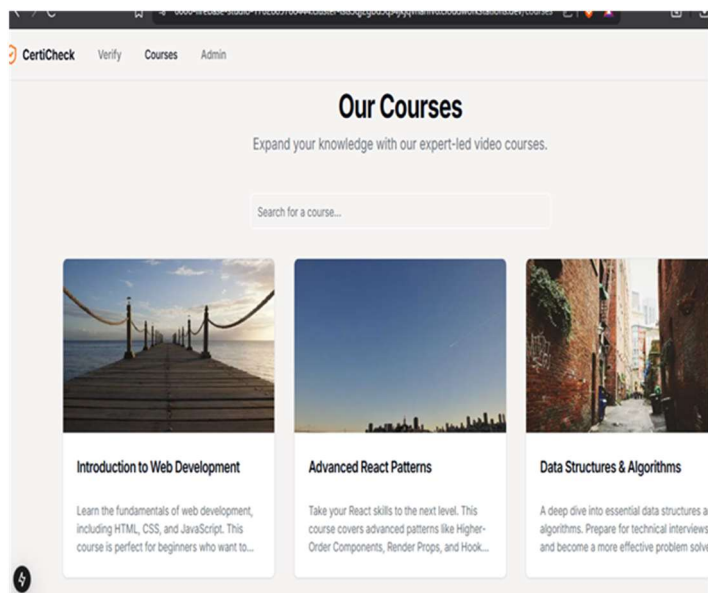 CertiCheck Verify Courses Admin
Our Courses
Expand your knowledge with our expert-led video courses.
Search for a course...
Introduction to Web Development
Learn the fundamentals of web development,
including HTML, CSS, and JavaScript. This
course is perfect for beginners who want to...
Advanced React Patterns
Take your React skills to the next level. This
course covers advanced patterns like Higher-
Order Components, Render Props, and Hook...
Data Structures & Algorithms
A deep dive into essential data structures a
algorithms. Prepare for technical interviews
and become a more effective problem solve